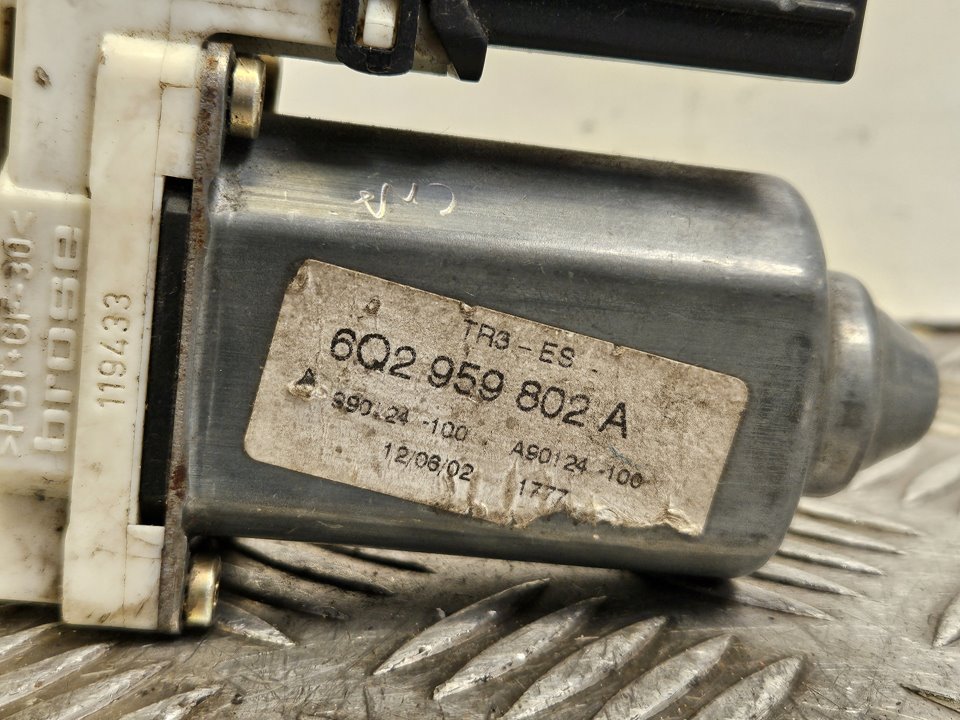 >PBT+GF 30<
brose
119433
TR3-ES
6Q2 959 802 A
990124-100 A90124-100
12/06/02 1777